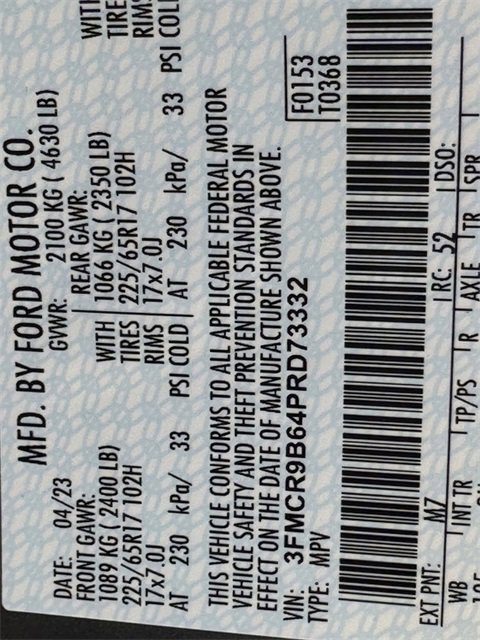 MFD. BY FORD MOTOR CO.
DATE: 04/23 GVWR: 2100 KG ( 4630 LB)
FRONT GAWR: REAR GAWR:
1089 KG ( 2400 LB) WITH 1066 KG ( 2350 LB) WITH
225/65R17 102H TIRES 225/65R17 102H TIRE
17x7.0J RIMS 17x7.0J RIMS
AT 230 kPa/ 33 PSI COLD AT 230 kPa/ 33 PSI COL
THIS VEHICLE CONFORMS TO ALL APPLICABLE FEDERAL MOTOR
VEHICLE SAFETY AND THEFT PREVENTION STANDARDS IN
EFFECT ON THE DATE OF MANUFACTURE SHOWN ABOVE.
VIN: 3FMCR9B64PRD73332 F0153
TYPE: MPV T0368
EXT PNT: M7 RC: 52 DSO:
WB INT TR TP/PS R AXLE TR SPR